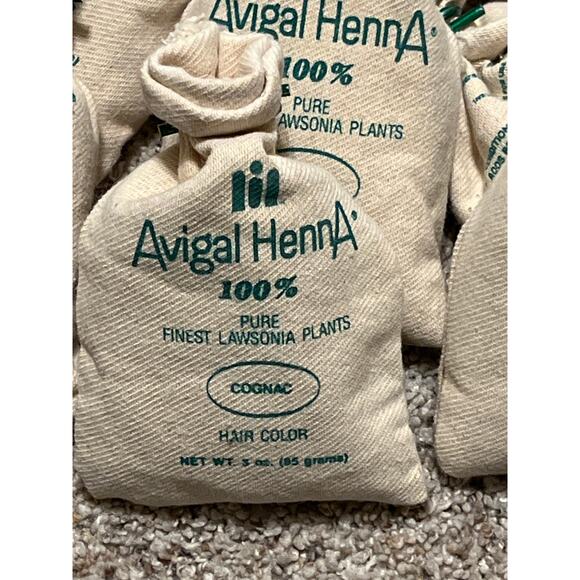 Avigal HennA
100%
PURE
LAWSONIA PLANTS
Avigal HennA
100%
PURE
FINEST LAWSONIA PLANTS
COGNAC
HAIR COLOR
NET WT. 3 oz. (85 grams)